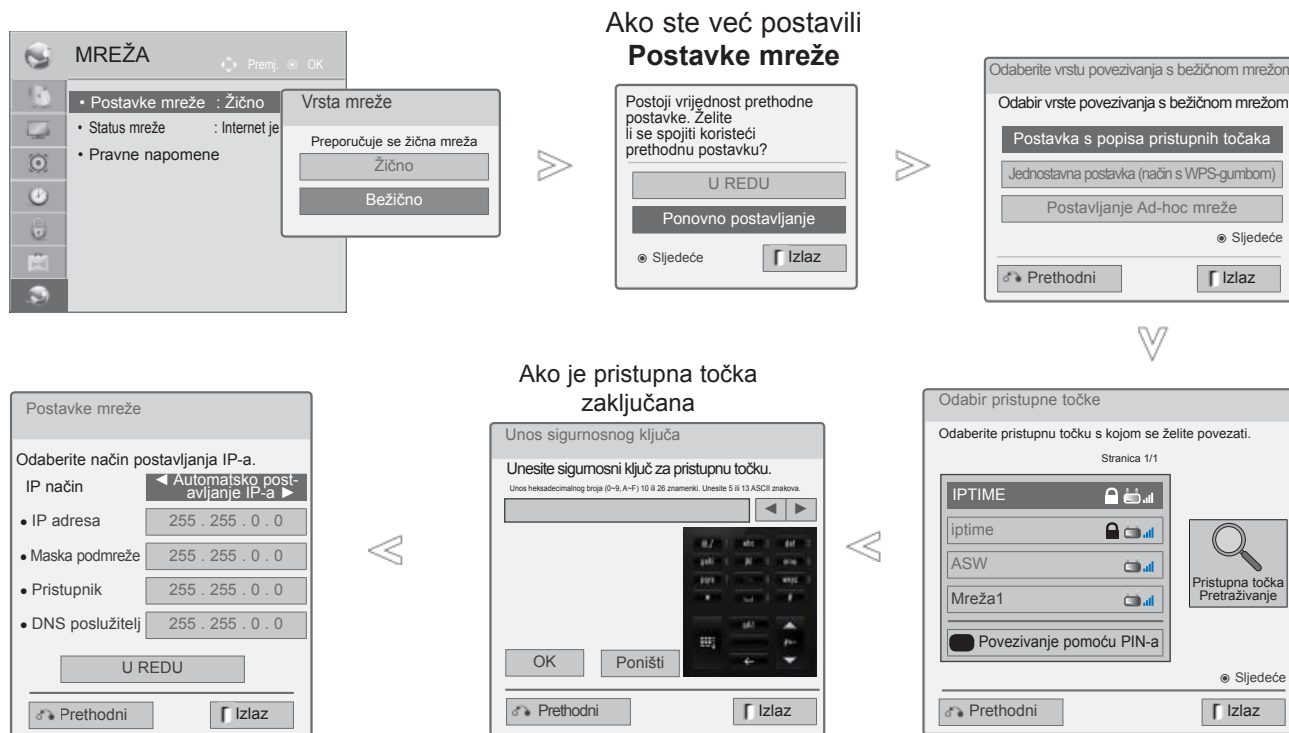 Ako ste već postavili
Postavke mreže
MREŽA
Premj. OK
• Postavke mreže : Žično
• Status mreže : Internet je
• Pravne napomene
Vrsta mreže
Preporučuje se žična mreža
Žično
Bežično
Postoji vrijednost prethodne
postavke. Želite
li se spojiti koristeći
prethodnu postavku?
U REDU
Ponovno postavljanje
Sljedeće
Izlaz
Odaberite vrstu povezivanja s bežičnom mrežom
Odabir vrste povezivanja s bežičnom mrežom
Postavka s popisa pristupnih točaka
Jednostavna postavka (način s WPS-gumbom)
Postavljanje Ad-hoc mreže
Sljedeće
Prethodni
Izlaz
Odabir pristupne točke
Odaberite pristupnu točku s kojom se želite povezati.
Stranica 1/1
IPTIME
iptime
ASW
Mreža1
Povezivanje pomoću PIN-a
Pristupna točka
Pretraživanje
Sljedeće
Prethodni
Izlaz
Ako je pristupna točka
zaključana
Unos sigurnosnog ključa
Unesite sigurnosni ključ za pristupnu točku.
Unos heksadecimalnog broja (0~9, A~F) 10 ili 26 znamenki. Unesite 5 ili 13 ASCII znakova.
OK
Poništi
Prethodni
Izlaz
Postavke mreže
Odaberite način postavljanja IP-a.
IP način
◄ Automatsko post-
avljanje IP-a ►
• IP adresa 255 . 255 . 0 . 0
• Maska podmreže 255 . 255 . 0 . 0
• Pristupnik 255 . 255 . 0 . 0
• DNS poslužitelj 255 . 255 . 0 . 0
U REDU
Prethodni
Izlaz